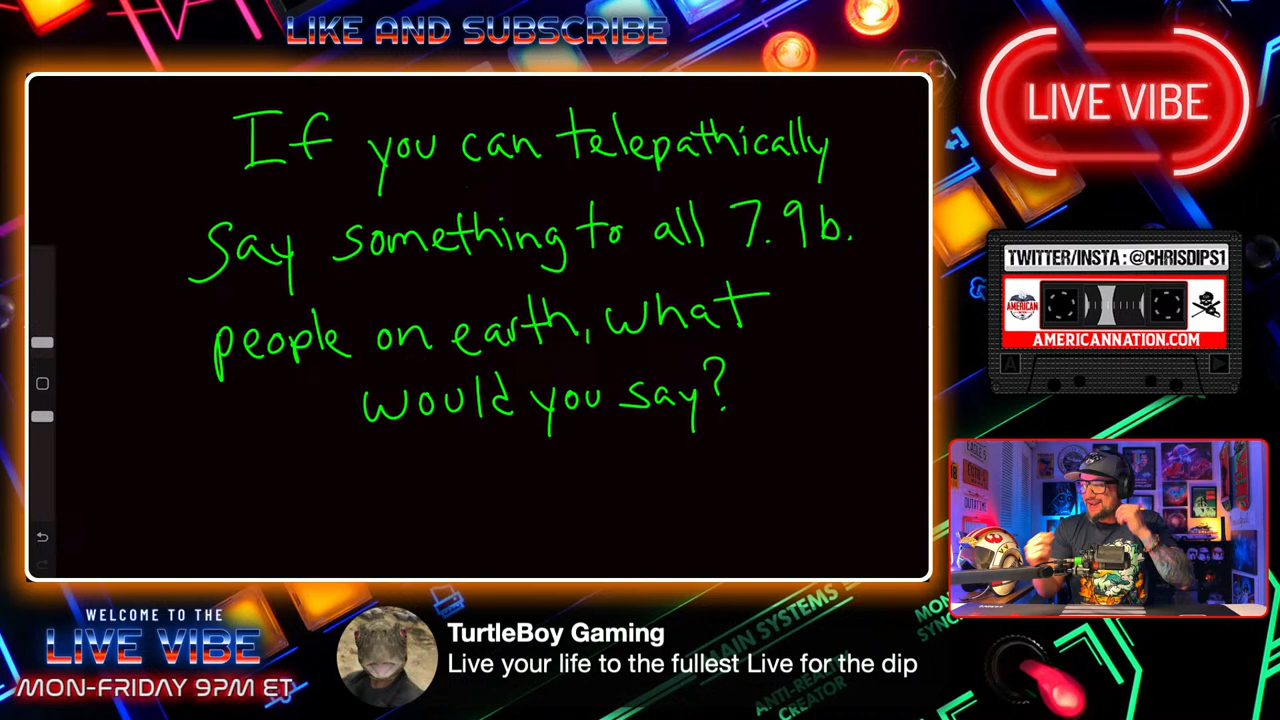 LIKE AND SUBSCRIBE
LIVE VIBE
If you can telepathically
say something to all 7.9 b.
people on earth, what
would you say?
TWITTER/INSTA : @CHRISDIPS1
AMERICAN
AMERICANNATION.COM
A
WELCOME TO THE
LIVE VIBE
MON-FRIDAY 9PM ET
TurtleBoy Gaming
Live your life to the fullest Live for the dip
OUTATIME